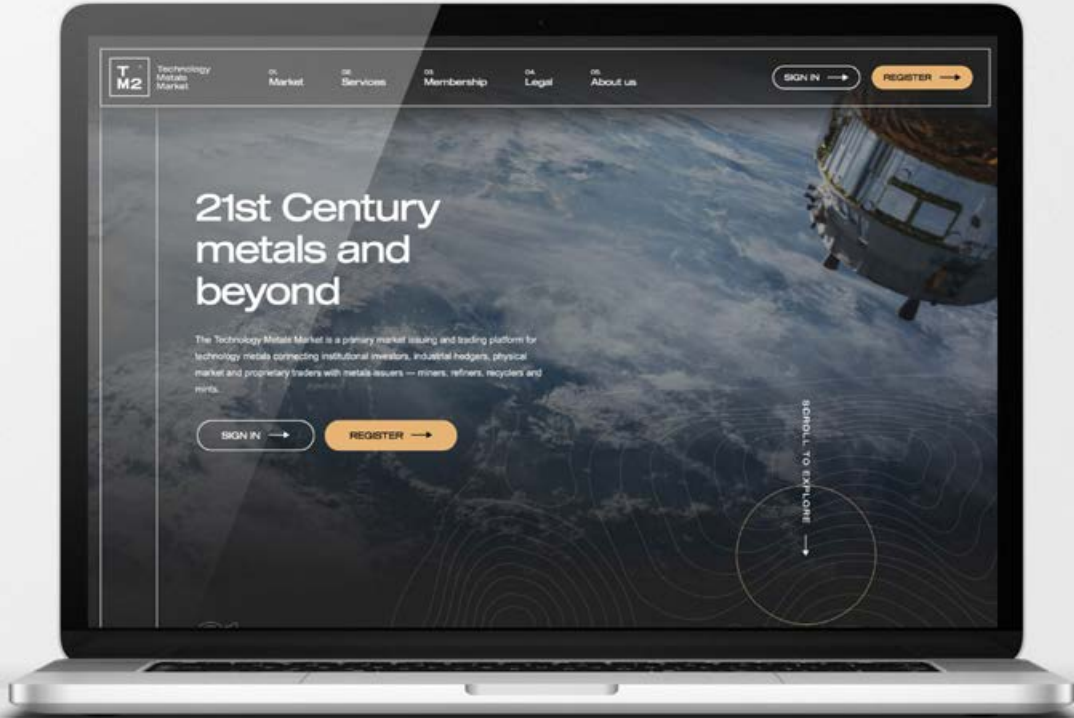 T
M2
Technology
Metals
Market
01.
Market
02.
Services
03.
Membership
04.
Legal
05.
About us
SIGN IN
REGISTER
21st Century
metals and
beyond
The Technology Metals Market is a primary market issuing and trading platform for
technology metals connecting institutional investors, industrial hedgers, physical
market and proprietary traders with metals issuers — miners, refiners, recyclers and
mints.
SIGN IN
REGISTER
SCROLL TO EXPLORE